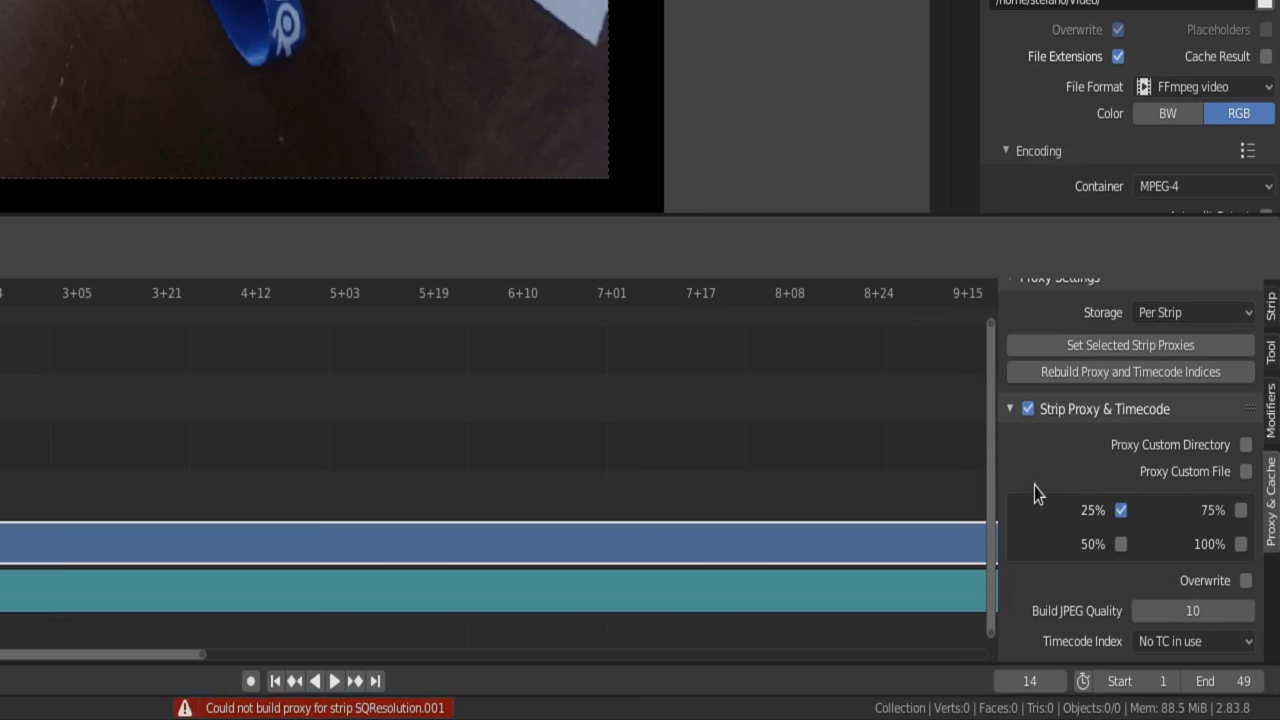 /home/stefano/Video/
Overwrite
Placeholders
File Extensions
Cache Result
File Format
FFmpeg video
Color
BW
RGB
Encoding
Container
MPEG-4
3+05
3+21
4+12
5+03
5+19
6+10
7+01
7+17
8+08
8+24
9+15
Proxy Settings
Storage
Per Strip
Set Selected Strip Proxies
Rebuild Proxy and Timecode Indices
Strip Proxy & Timecode
Proxy Custom Directory
Proxy Custom File
25%
75%
50%
100%
Overwrite
Build JPEG Quality
10
Timecode Index
No TC in use
Strip
Tool
Modifiers
Proxy & Cache
14
Start
1
End
49
Could not build proxy for strip SQResolution.001
Collection | Verts:0 | Faces:0 | Tris:0 | Objects:0/0 | Mem: 88.5 MiB | 2.83.8